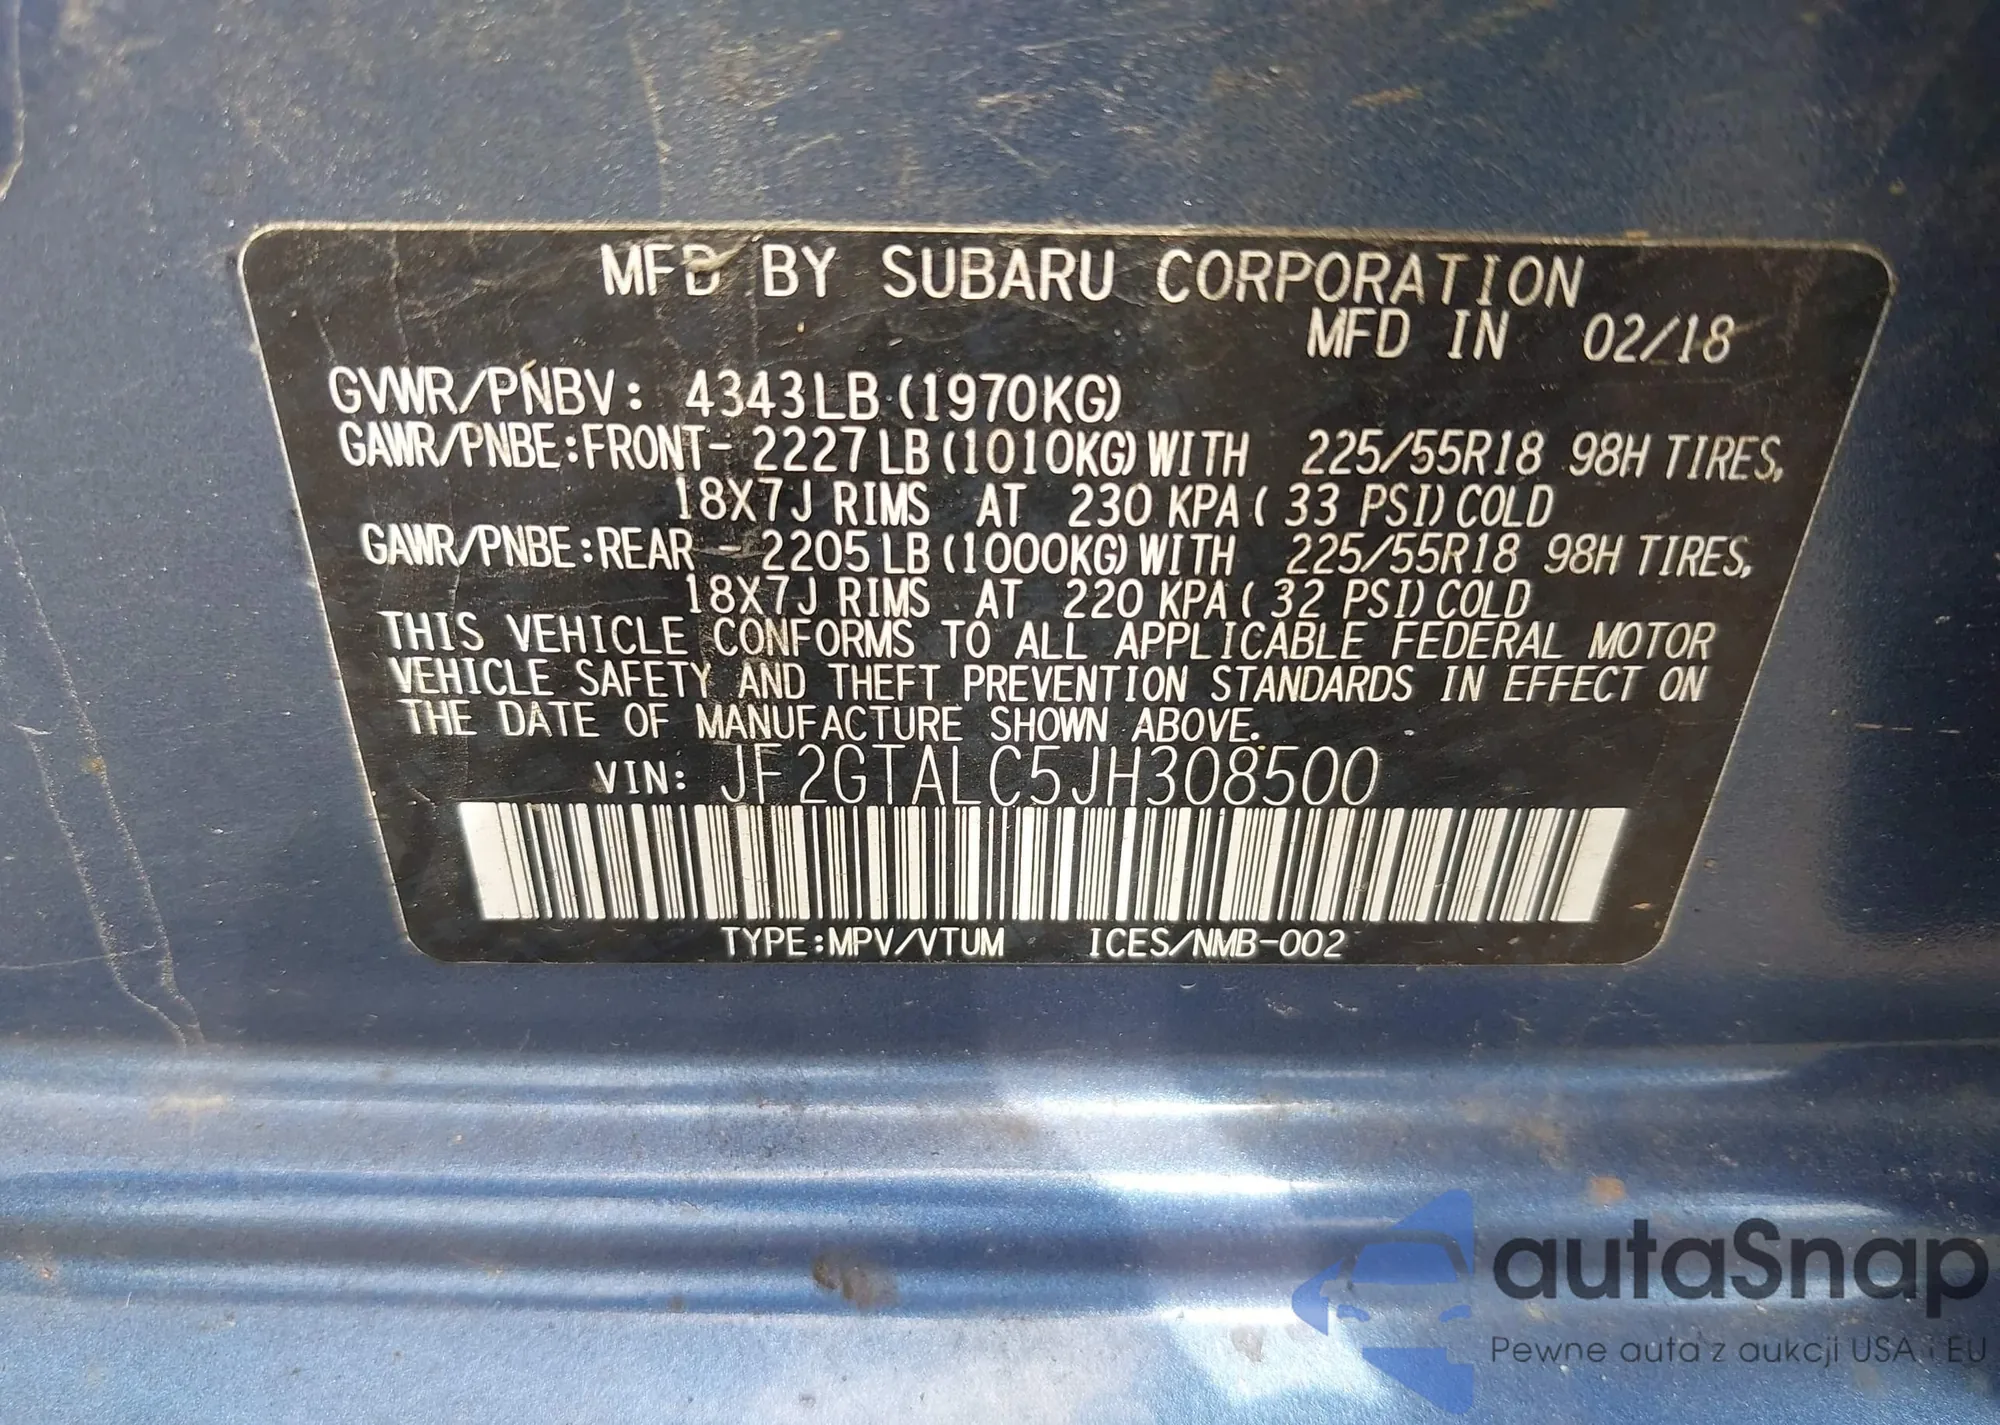 MFD BY SUBARU CORPORATION
MFD IN 02/18
GVWR/PNBV: 4343LB (1970KG)
GAWR/PNBE:FRONT- 2227 LB (1010KG) WITH 225/55R18 98H TIRES,
18X7J RIMS AT 230 KPA ( 33 PSI) COLD
GAWR/PNBE:REAR - 2205 LB (1000KG) WITH 225/55R18 98H TIRES,
18X7J RIMS AT 220 KPA ( 32 PSI) COLD
THIS VEHICLE CONFORMS TO ALL APPLICABLE FEDERAL MOTOR
VEHICLE SAFETY AND THEFT PREVENTION STANDARDS IN EFFECT ON
THE DATE OF MANUFACTURE SHOWN ABOVE.
VIN: JF2GTALC5JH308500
TYPE:MPV/VTUM ICES/NMB-002
autaSnap
Pewne auta z aukcji USA i EU